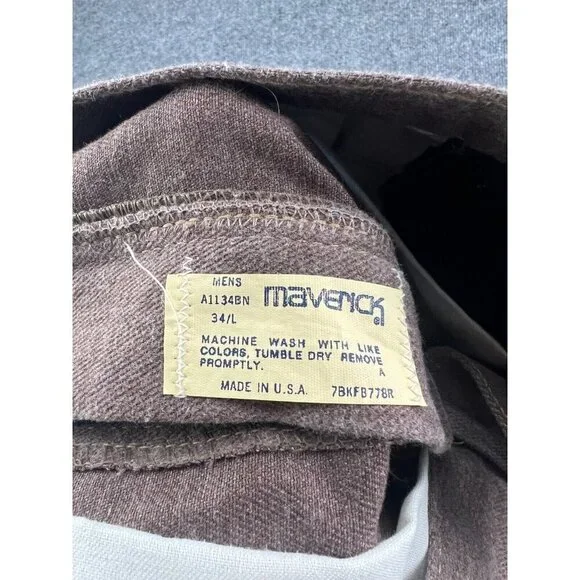 MENS
A1134BN maverick
34/L
MACHINE WASH WITH LIKE
COLORS, TUMBLE DRY REMOVE
PROMPTLY. A
MADE IN U.S.A. 7BKFB778R